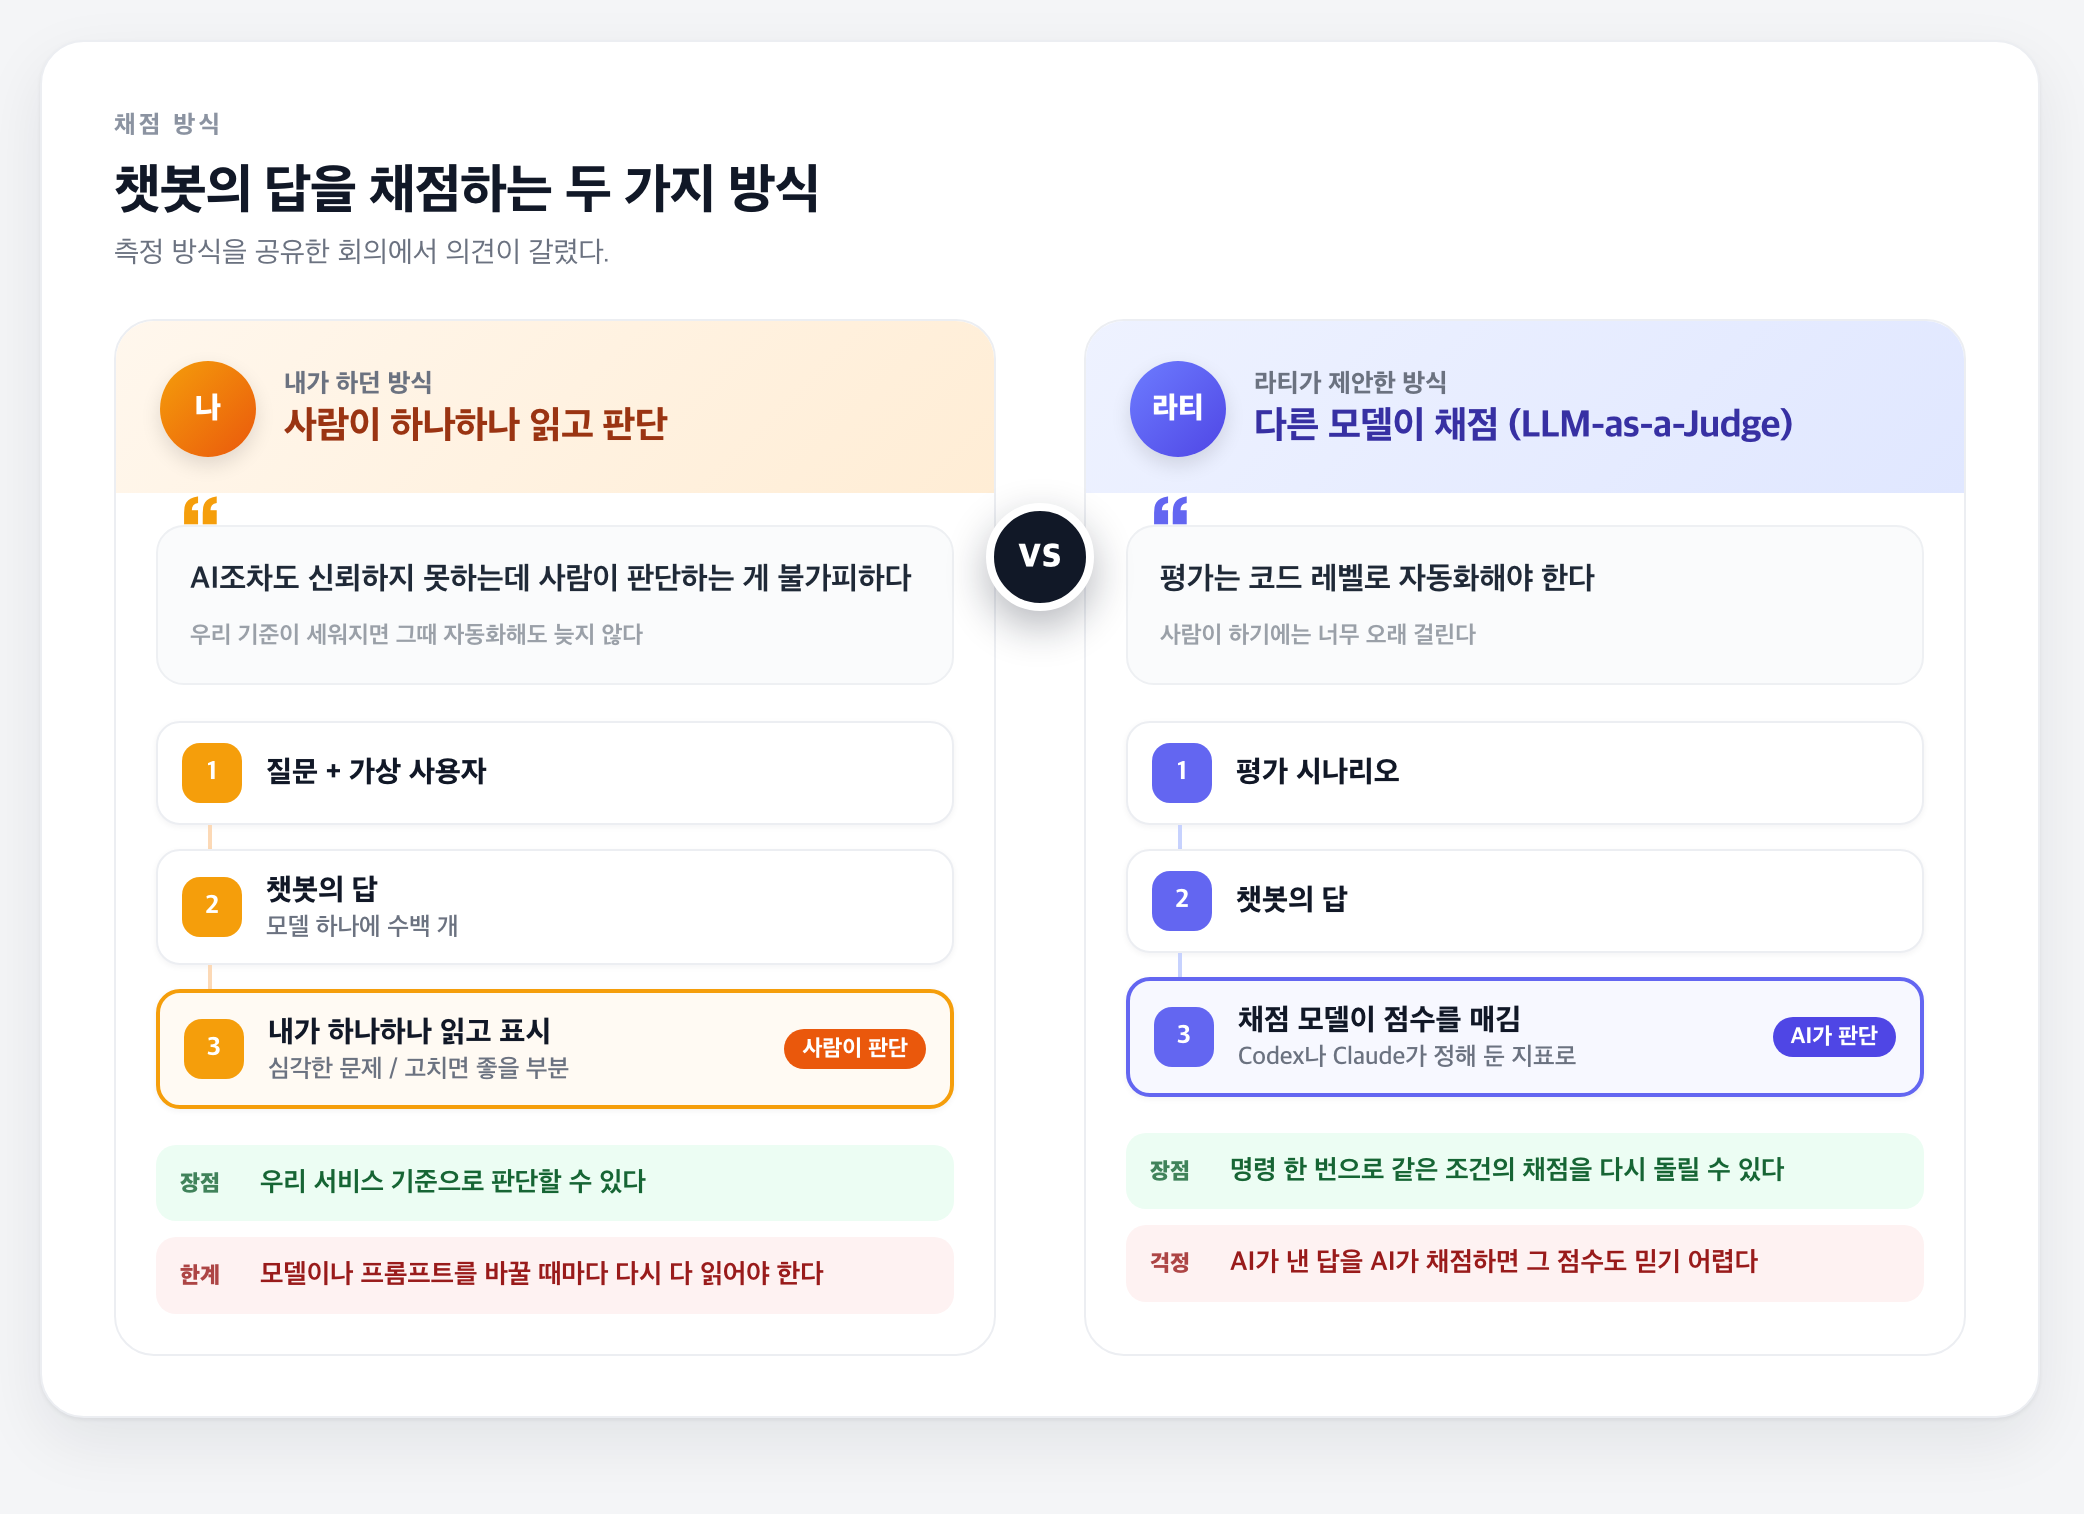 채점 방식
챗봇의 답을 채점하는 두 가지 방식
측정 방식을 공유한 회의에서 의견이 갈렸다.
나
내가 하던 방식
사람이 하나하나 읽고 판단
“
AI조차도 신뢰하지 못하는데 사람이 판단하는 게 불가피하다
우리 기준이 세워지면 그때 자동화해도 늦지 않다
1
질문 + 가상 사용자
2
챗봇의 답
모델 하나에 수백 개
3
내가 하나하나 읽고 표시
심각한 문제 / 고치면 좋을 부분
사람이 판단
장점
우리 서비스 기준으로 판단할 수 있다
한계
모델이나 프롬프트를 바꿀 때마다 다시 다 읽어야 한다
VS
라티
라티가 제안한 방식
다른 모델이 채점 (LLM-as-a-Judge)
“
평가는 코드 레벨로 자동화해야 한다
사람이 하기에는 너무 오래 걸린다
1
평가 시나리오
2
챗봇의 답
3
채점 모델이 점수를 매김
Codex나 Claude가 정해 둔 지표로
AI가 판단
장점
명령 한 번으로 같은 조건의 채점을 다시 돌릴 수 있다
걱정
AI가 낸 답을 AI가 채점하면 그 점수도 믿기 어렵다